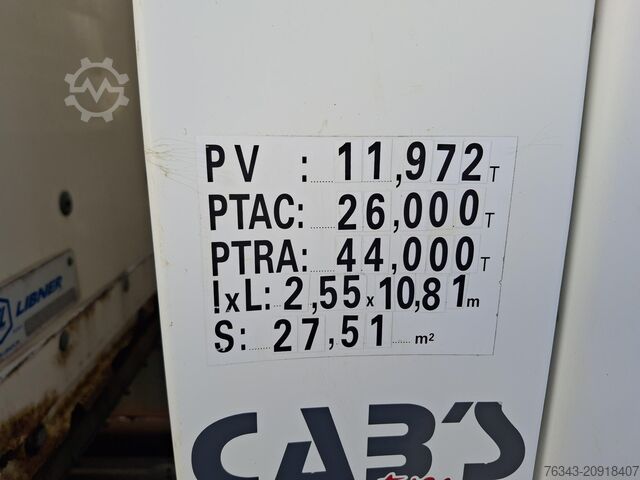 PV : 11,972 T
PTAC: 26,000 T
PTRA: 44,000 T
!xL: 2,55 x 10,81 m
S: 27,51 m²
LIBNER
CAB'S
76343-20918407